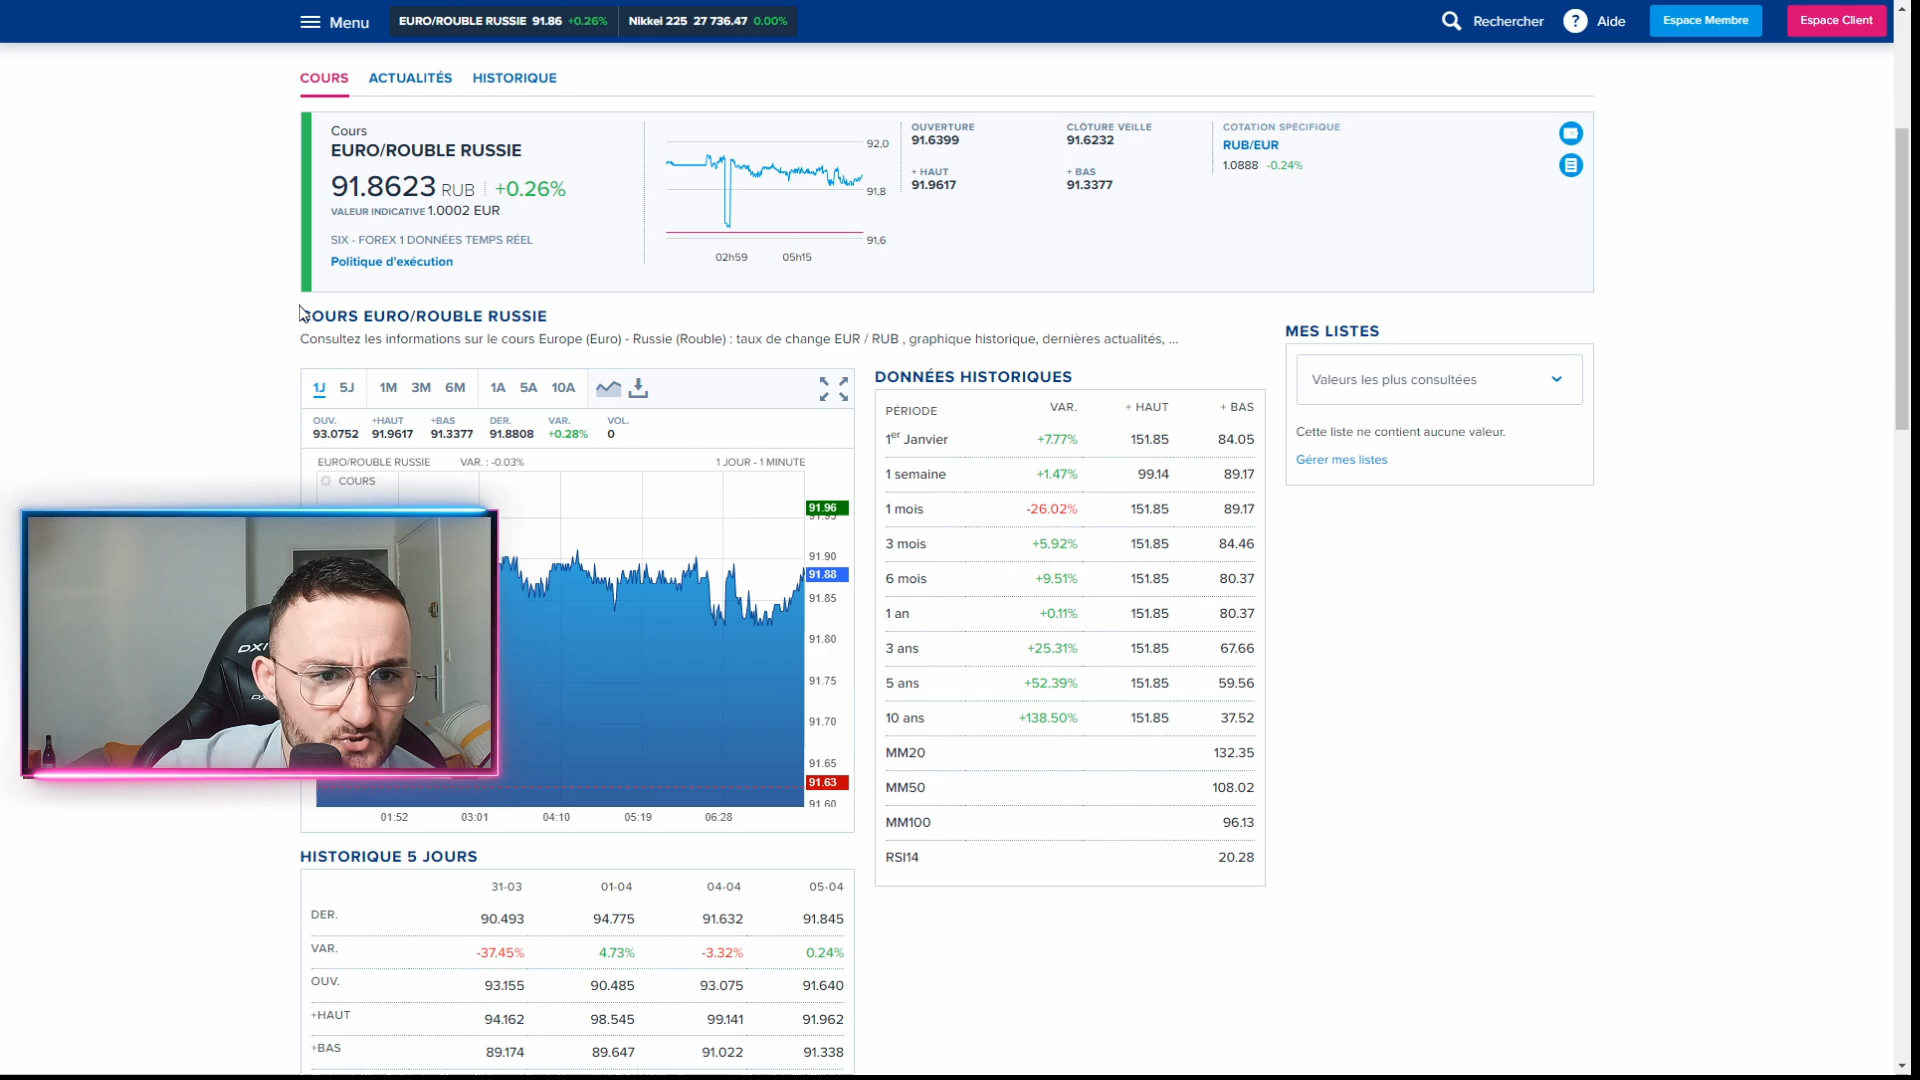 Menu
EURO/ROUBLE RUSSIE 91.86 +0.26%
Nikkei 225 27 736.47 0.00%
Rechercher
? Aide
Espace Membre
Espace Client
COURS ACTUALITÉS HISTORIQUE
Cours
EURO/ROUBLE RUSSIE
91.8623 RUB +0.26%
VALEUR INDICATIVE 1.0002 EUR
SIX - FOREX 1 DONNÉES TEMPS RÉEL
Politique d'exécution
92,0
91,8
91,6
02h59 05h15
OUVERTURE
91.6399
CLÔTURE VEILLE
91.6232
+ HAUT
91.9617
+ BAS
91.3377
COTATION SPÉCIFIQUE
RUB/EUR
1.0888 -0.24%
COURS EURO/ROUBLE RUSSIE
Consultez les informations sur le cours Europe (Euro) - Russie (Rouble) : taux de change EUR / RUB , graphique historique, dernières actualités, ...
1J 5J 1M 3M 6M 1A 5A 10A
OUV. +HAUT +BAS DER. VAR. VOL.
93.0752 91.9617 91.3377 91.8808 +0.28% 0
EURO/ROUBLE RUSSIE VAR. : -0.03% 1 JOUR - 1 MINUTE
COURS
91.96
91.95
91.90
91.88
91.85
91.80
91.75
91.70
91.65
91.63
91.60
01:52 03:01 04:10 05:19 06:28
DONNÉES HISTORIQUES
PÉRIODE VAR. + HAUT + BAS
1er Janvier +7.77% 151.85 84.05
1 semaine +1.47% 99.14 89.17
1 mois -26.02% 151.85 89.17
3 mois +5.92% 151.85 84.46
6 mois +9.51% 151.85 80.37
1 an +0.11% 151.85 80.37
3 ans +25.31% 151.85 67.66
5 ans +52.39% 151.85 59.56
10 ans +138.50% 151.85 37.52
MM20 132.35
MM50 108.02
MM100 96.13
RSI14 20.28
MES LISTES
Valeurs les plus consultées
Cette liste ne contient aucune valeur.
Gérer mes listes
HISTORIQUE 5 JOURS
31-03 01-04 04-04 05-04
DER. 90.493 94.775 91.632 91.845
VAR. -37.45% 4.73% -3.32% 0.24%
OUV. 93.155 90.485 93.075 91.640
+HAUT 94.162 98.545 99.141 91.962
+BAS 89.174 89.647 91.022 91.338